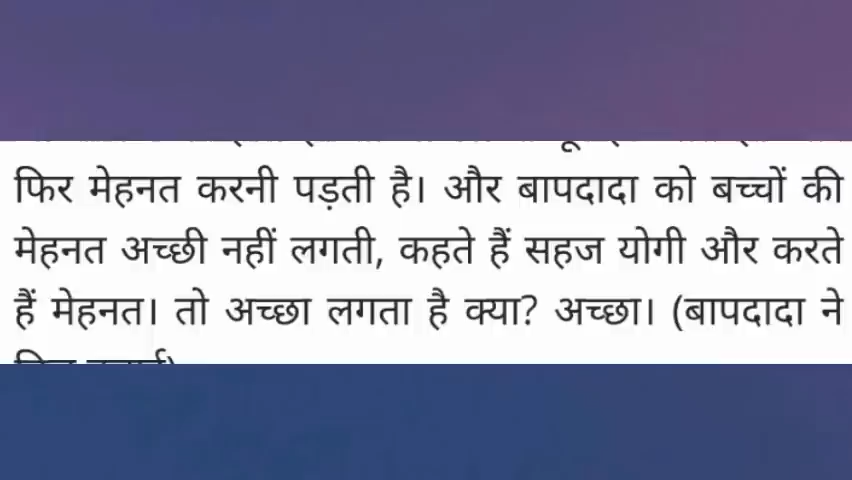 फिर मेहनत करनी पड़ती है। और बापदादा को बच्चों की
मेहनत अच्छी नहीं लगती, कहते हैं सहज योगी और करते
हैं मेहनत। तो अच्छा लगता है क्या? अच्छा। (बापदादा ने